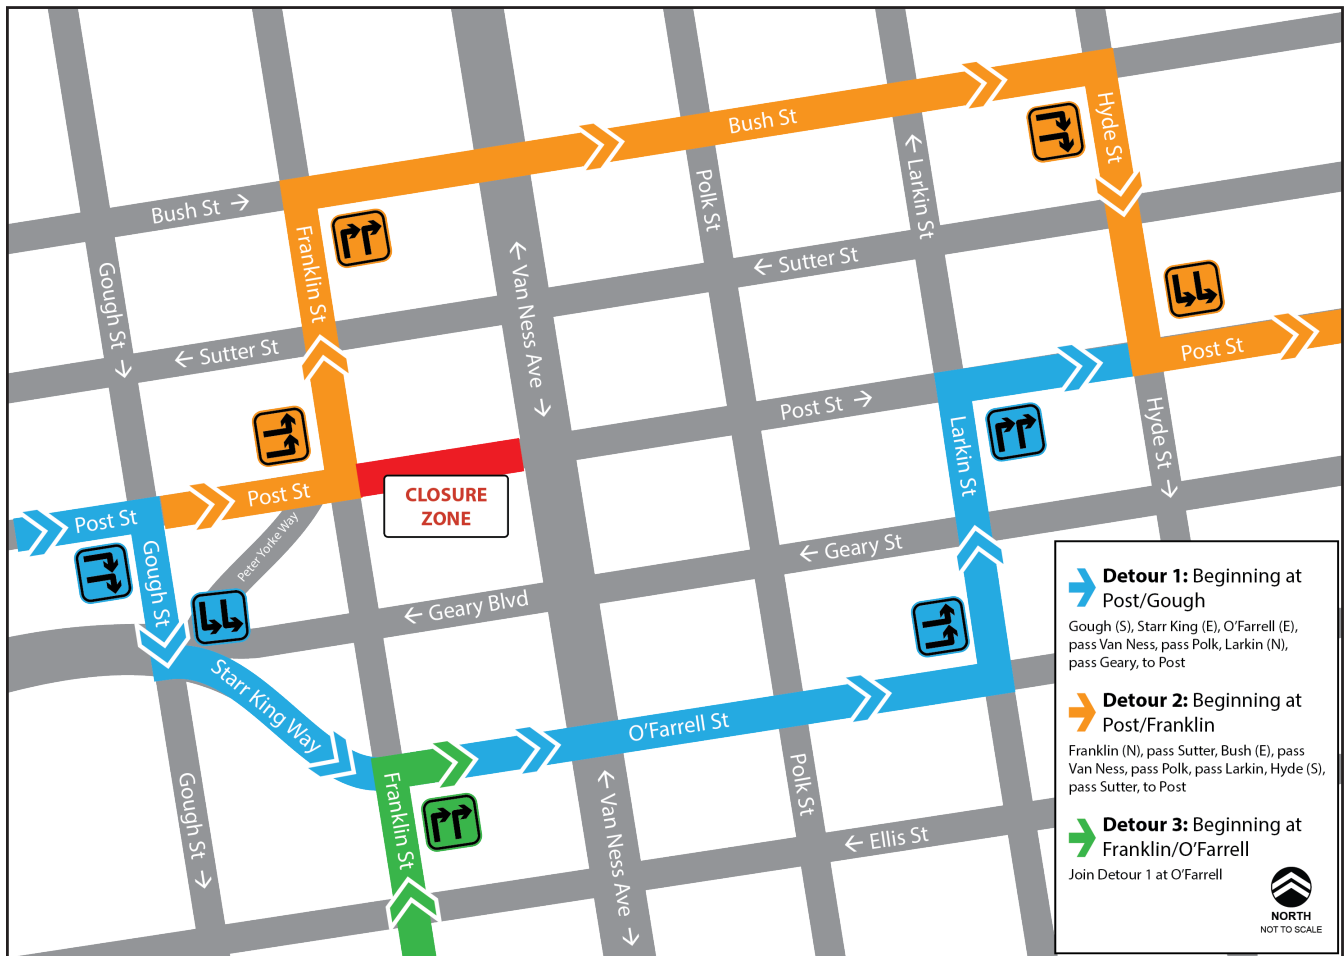 Bush St
Hyde St
Bush St →
Polk St
← Larkin St
Franklin St
Gough St →
← Van Ness Ave →
← Sutter St
← Sutter St
Post St
Post St →
Hyde St →
Larkin St
Post St
Post St
CLOSURE
ZONE
Gough St
Peter Yorke Way
← Geary St
← Geary Blvd
Starr King Way
O'Farrell St
Franklin St
Gough St →
← Van Ness Ave →
Polk St
← Ellis St
Detour 1: Beginning at
Post/Gough
Gough (S), Starr King (E), O'Farrell (E),
pass Van Ness, pass Polk, Larkin (N),
pass Geary, to Post
Detour 2: Beginning at
Post/Franklin
Franklin (N), pass Sutter, Bush (E), pass
Van Ness, pass Polk, pass Larkin, Hyde (S),
pass Sutter, to Post
Detour 3: Beginning at
Franklin/O'Farrell
Join Detour 1 at O'Farrell
NORTH
NOT TO SCALE